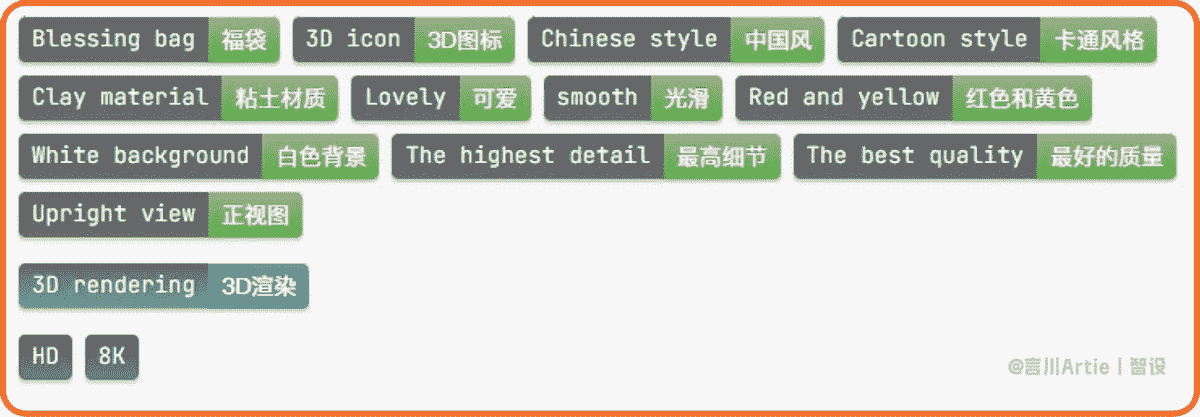 Blessing bag 福袋 3D icon 3D图标 Chinese style 中国风 Cartoon style 卡通风格
Clay material 粘土材质 Lovely 可爱 smooth 光滑 Red and yellow 红色和黄色
White background 白色背景 The highest detail 最高细节 The best quality 最好的质量
Upright view 正视图
3D rendering 3D渲染
HD 8K
@言川Artie | 智设